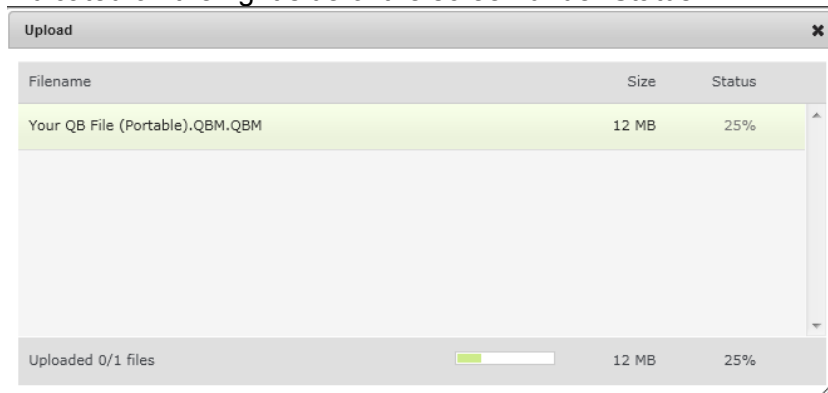 Upload
Filename Size Status
Your QB File (Portable).QBM.QBM 12 MB 25%
Uploaded 0/1 files 12 MB 25%